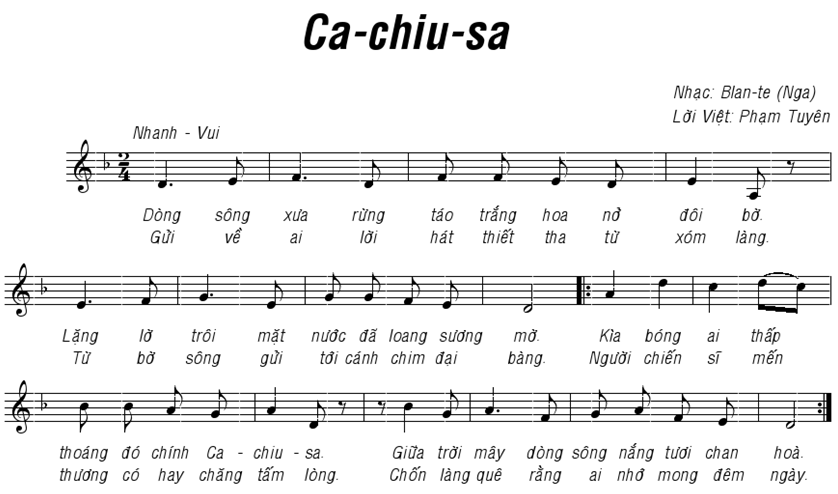 Ca-chiu-sa
Nhạc: Blan-te (Nga)
Lời Việt: Phạm Tuyên
Nhanh - Vui
2
4
Dòng sông xưa rừng táo trắng hoa nở đôi bờ.
Gửi về ai lời hát thiết tha từ xóm làng.
Lặng lờ trôi mặt nước đã loang sương mờ. Kìa bóng ai thấp
Từ bờ sông gửi tới cánh chim đại bàng. Người chiến sĩ mến
thoáng đó chính Ca - chiu - sa. Giữa trời mây dòng sông nắng tươi chan hoà.
thương có hay chăng tấm lòng. Chốn làng quê rằng ai nhớ mong đêm ngày.